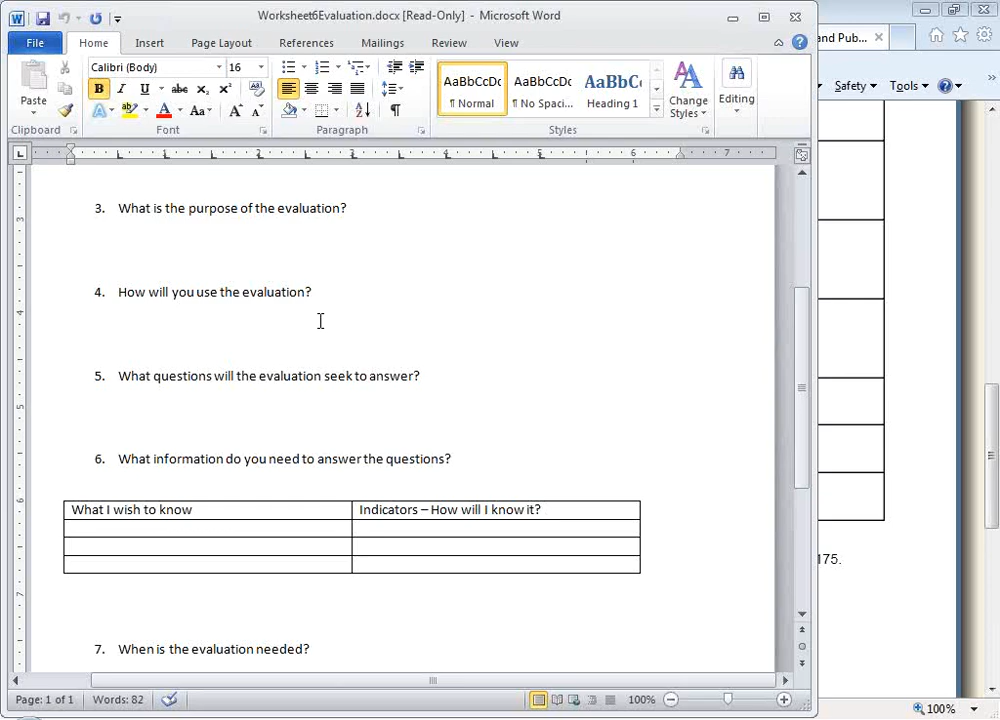 Worksheet6Evaluation.docx [Read-Only] - Microsoft Word
and Pub...
File Home Insert Page Layout References Mailings Review View
Safety Tools
Calibri (Body) 16
Paste
AaBbCcDc AaBbCcDc AaBbCc
¶ Normal ¶ No Spaci... Heading 1
Change Styles
Editing
Clipboard Font Paragraph Styles
3. What is the purpose of the evaluation?
4. How will you use the evaluation?
5. What questions will the evaluation seek to answer?
6. What information do you need to answer the questions?
What I wish to know Indicators – How will I know it?
175.
7. When is the evaluation needed?
Page: 1 of 1 Words: 82 100%
100%